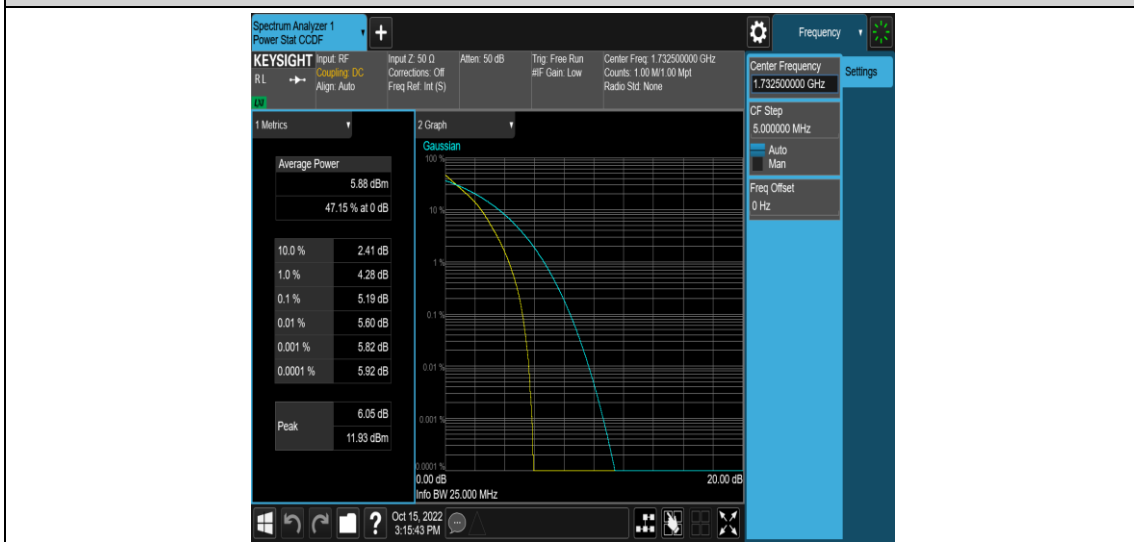 Spectrum Analyzer 1
Power Stat CCDF
+
Frequency
KEYSIGHT
RL
Input: RF
Coupling: DC
Align: Auto
Input Z: 50 Ω
Corrections: Off
Freq Ref: Int (S)
Atten: 50 dB
Trig: Free Run
#IF Gain: Low
Center Freq: 1.732500000 GHz
Counts: 1.00 M/1.00 Mpt
Radio Std: None
Center Frequency
1.732500000 GHz
Settings
CF Step
5.000000 MHz
Auto
Man
Freq Offset
0 Hz
1 Metrics
Average Power
5.88 dBm
47.15 % at 0 dB
10.0 % 2.41 dB
1.0 % 4.28 dB
0.1 % 5.19 dB
0.01 % 5.60 dB
0.001 % 5.82 dB
0.0001 % 5.92 dB
Peak
6.05 dB
11.93 dBm
2 Graph
Gaussian
100 %
10 %
1 %
0.1 %
0.01 %
0.001 %
0.0001 %
0.00 dB 20.00 dB
Info BW 25.000 MHz
?
Oct 15, 2022
3:15:43 PM